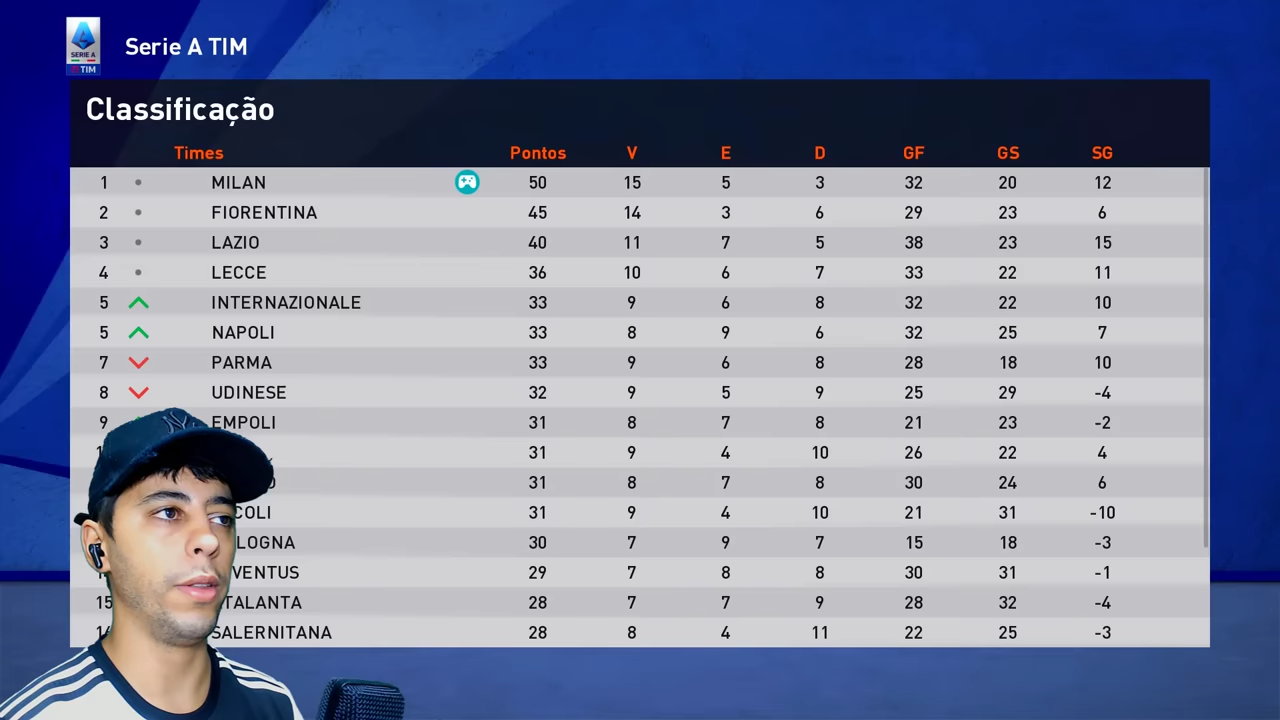 SERIE A
TIM
Serie A TIM
Classificação
Times Pontos V E D GF GS SG
1 MILAN 50 15 5 3 32 20 12
2 FIORENTINA 45 14 3 6 29 23 6
3 LAZIO 40 11 7 5 38 23 15
4 LECCE 36 10 6 7 33 22 11
5 INTERNAZIONALE 33 9 6 8 32 22 10
5 NAPOLI 33 8 9 6 32 25 7
7 PARMA 33 9 6 8 28 18 10
8 UDINESE 32 9 5 9 25 29 -4
9 EMPOLI 31 8 7 8 21 23 -2
31 9 4 10 26 22 4
31 8 7 8 30 24 6
COLI 31 9 4 10 21 31 -10
LOGNA 30 7 9 7 15 18 -3
VENTUS 29 7 8 8 30 31 -1
15 TALANTA 28 7 7 9 28 32 -4
SALERNITANA 28 8 4 11 22 25 -3